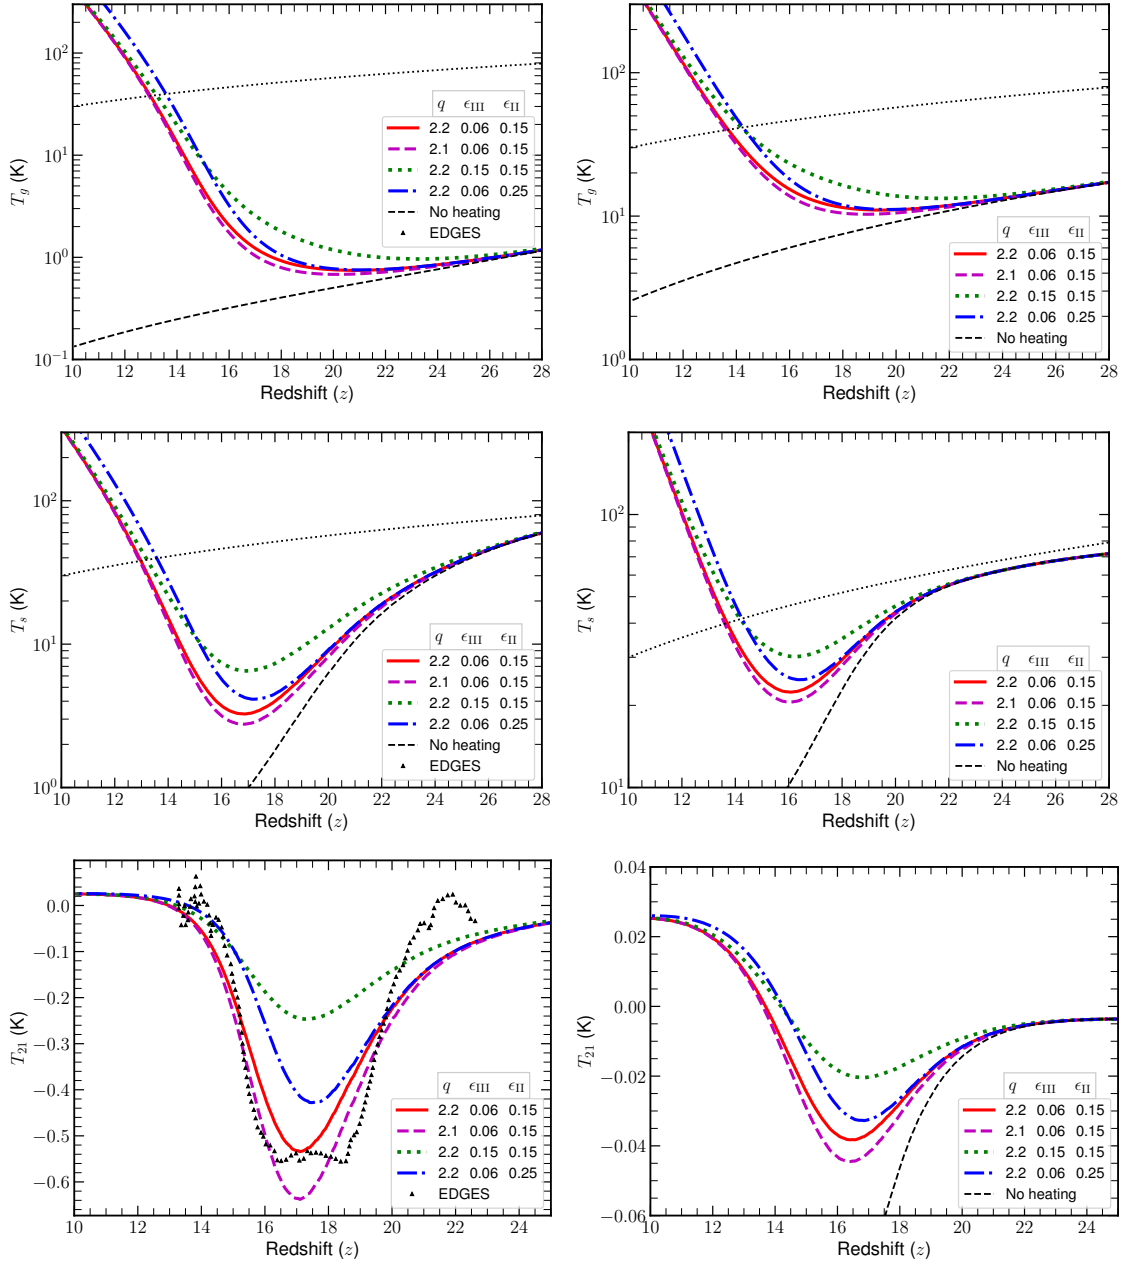 T_g (K)
10²
10¹
10⁰
10⁻¹
q ϵ_III ϵ_II
2.2 0.06 0.15
2.1 0.06 0.15
2.2 0.15 0.15
2.2 0.06 0.25
No heating
EDGES
10 12 14 16 18 20 22 24 26 28
Redshift (z)
T_g (K)
10²
10¹
10⁰
q ϵ_III ϵ_II
2.2 0.06 0.15
2.1 0.06 0.15
2.2 0.15 0.15
2.2 0.06 0.25
No heating
10 12 14 16 18 20 22 24 26 28
Redshift (z)
T_s (K)
10²
10¹
10⁰
q ϵ_III ϵ_II
2.2 0.06 0.15
2.1 0.06 0.15
2.2 0.15 0.15
2.2 0.06 0.25
No heating
EDGES
10 12 14 16 18 20 22 24 26 28
Redshift (z)
T_s (K)
10²
10¹
q ϵ_III ϵ_II
2.2 0.06 0.15
2.1 0.06 0.15
2.2 0.15 0.15
2.2 0.06 0.25
No heating
10 12 14 16 18 20 22 24 26 28
Redshift (z)
T_21 (K)
0.0
−0.1
−0.2
−0.3
−0.4
−0.5
−0.6
q ϵ_III ϵ_II
2.2 0.06 0.15
2.1 0.06 0.15
2.2 0.15 0.15
2.2 0.06 0.25
EDGES
10 12 14 16 18 20 22 24
Redshift (z)
T_21 (K)
0.04
0.02
0.00
−0.02
−0.04
−0.06
q ϵ_III ϵ_II
2.2 0.06 0.15
2.1 0.06 0.15
2.2 0.15 0.15
2.2 0.06 0.25
No heating
10 12 14 16 18 20 22 24
Redshift (z)